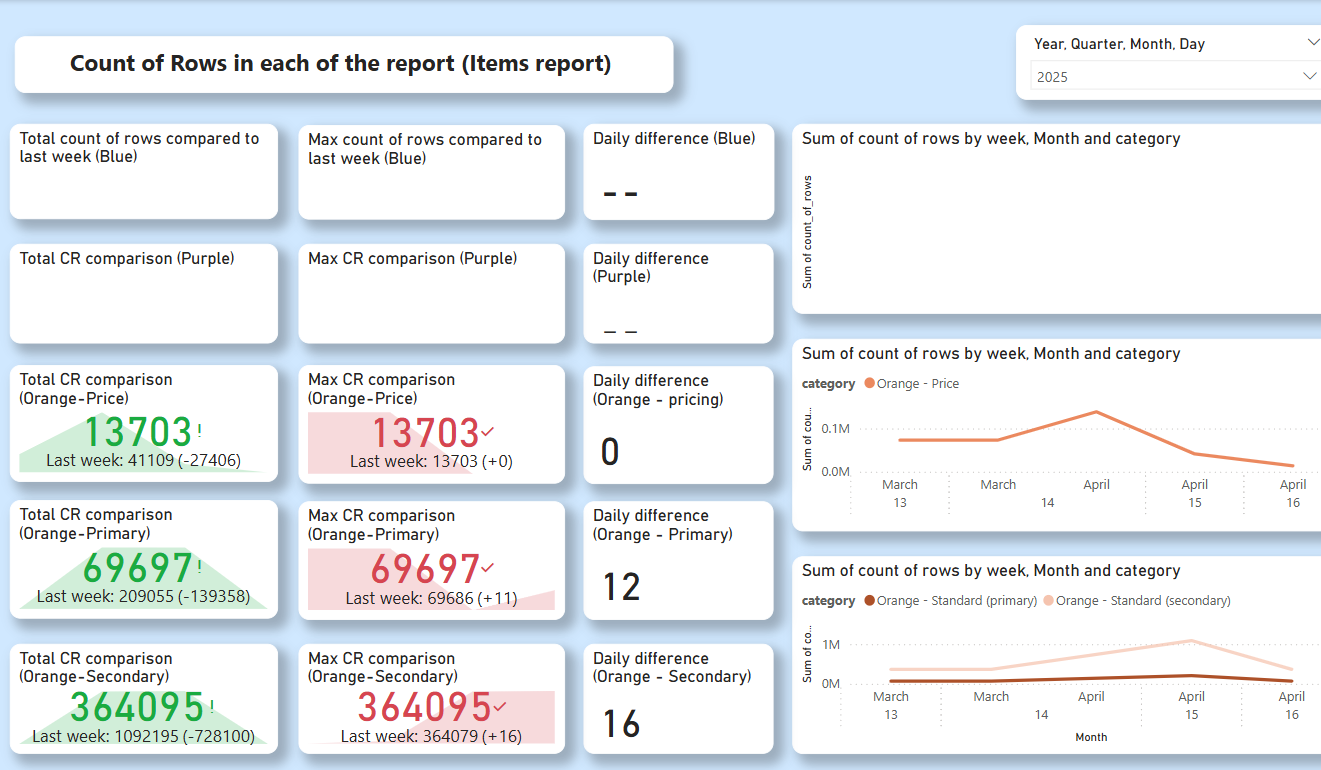 Count of Rows in each of the report (Items report)
Year, Quarter, Month, Day
2025
Total count of rows compared to
last week (Blue)
Max count of rows compared to
last week (Blue)
Daily difference (Blue)
--
Sum of count of rows by week, Month and category
Sum of count_of_rows
Total CR comparison (Purple)
Max CR comparison (Purple)
Daily difference
(Purple)
--
Total CR comparison
(Orange-Price)
13703!
Last week: 41109 (-27406)
Max CR comparison
(Orange-Price)
13703✓
Last week: 13703 (+0)
Daily difference
(Orange - pricing)
0
Sum of count of rows by week, Month and category
category Orange - Price
Sum of cou...
0.1M
0.0M
March March April April April
13 14 15 16
Total CR comparison
(Orange-Primary)
69697!
Last week: 209055 (-139358)
Max CR comparison
(Orange-Primary)
69697✓
Last week: 69686 (+11)
Daily difference
(Orange - Primary)
12
Sum of count of rows by week, Month and category
category Orange - Standard (primary) Orange - Standard (secondary)
Sum of co...
1M
0M
March March April April April
13 14 15 16
Month
Total CR comparison
(Orange-Secondary)
364095!
Last week: 1092195 (-728100)
Max CR comparison
(Orange-Secondary)
364095✓
Last week: 364079 (+16)
Daily difference
(Orange - Secondary)
16